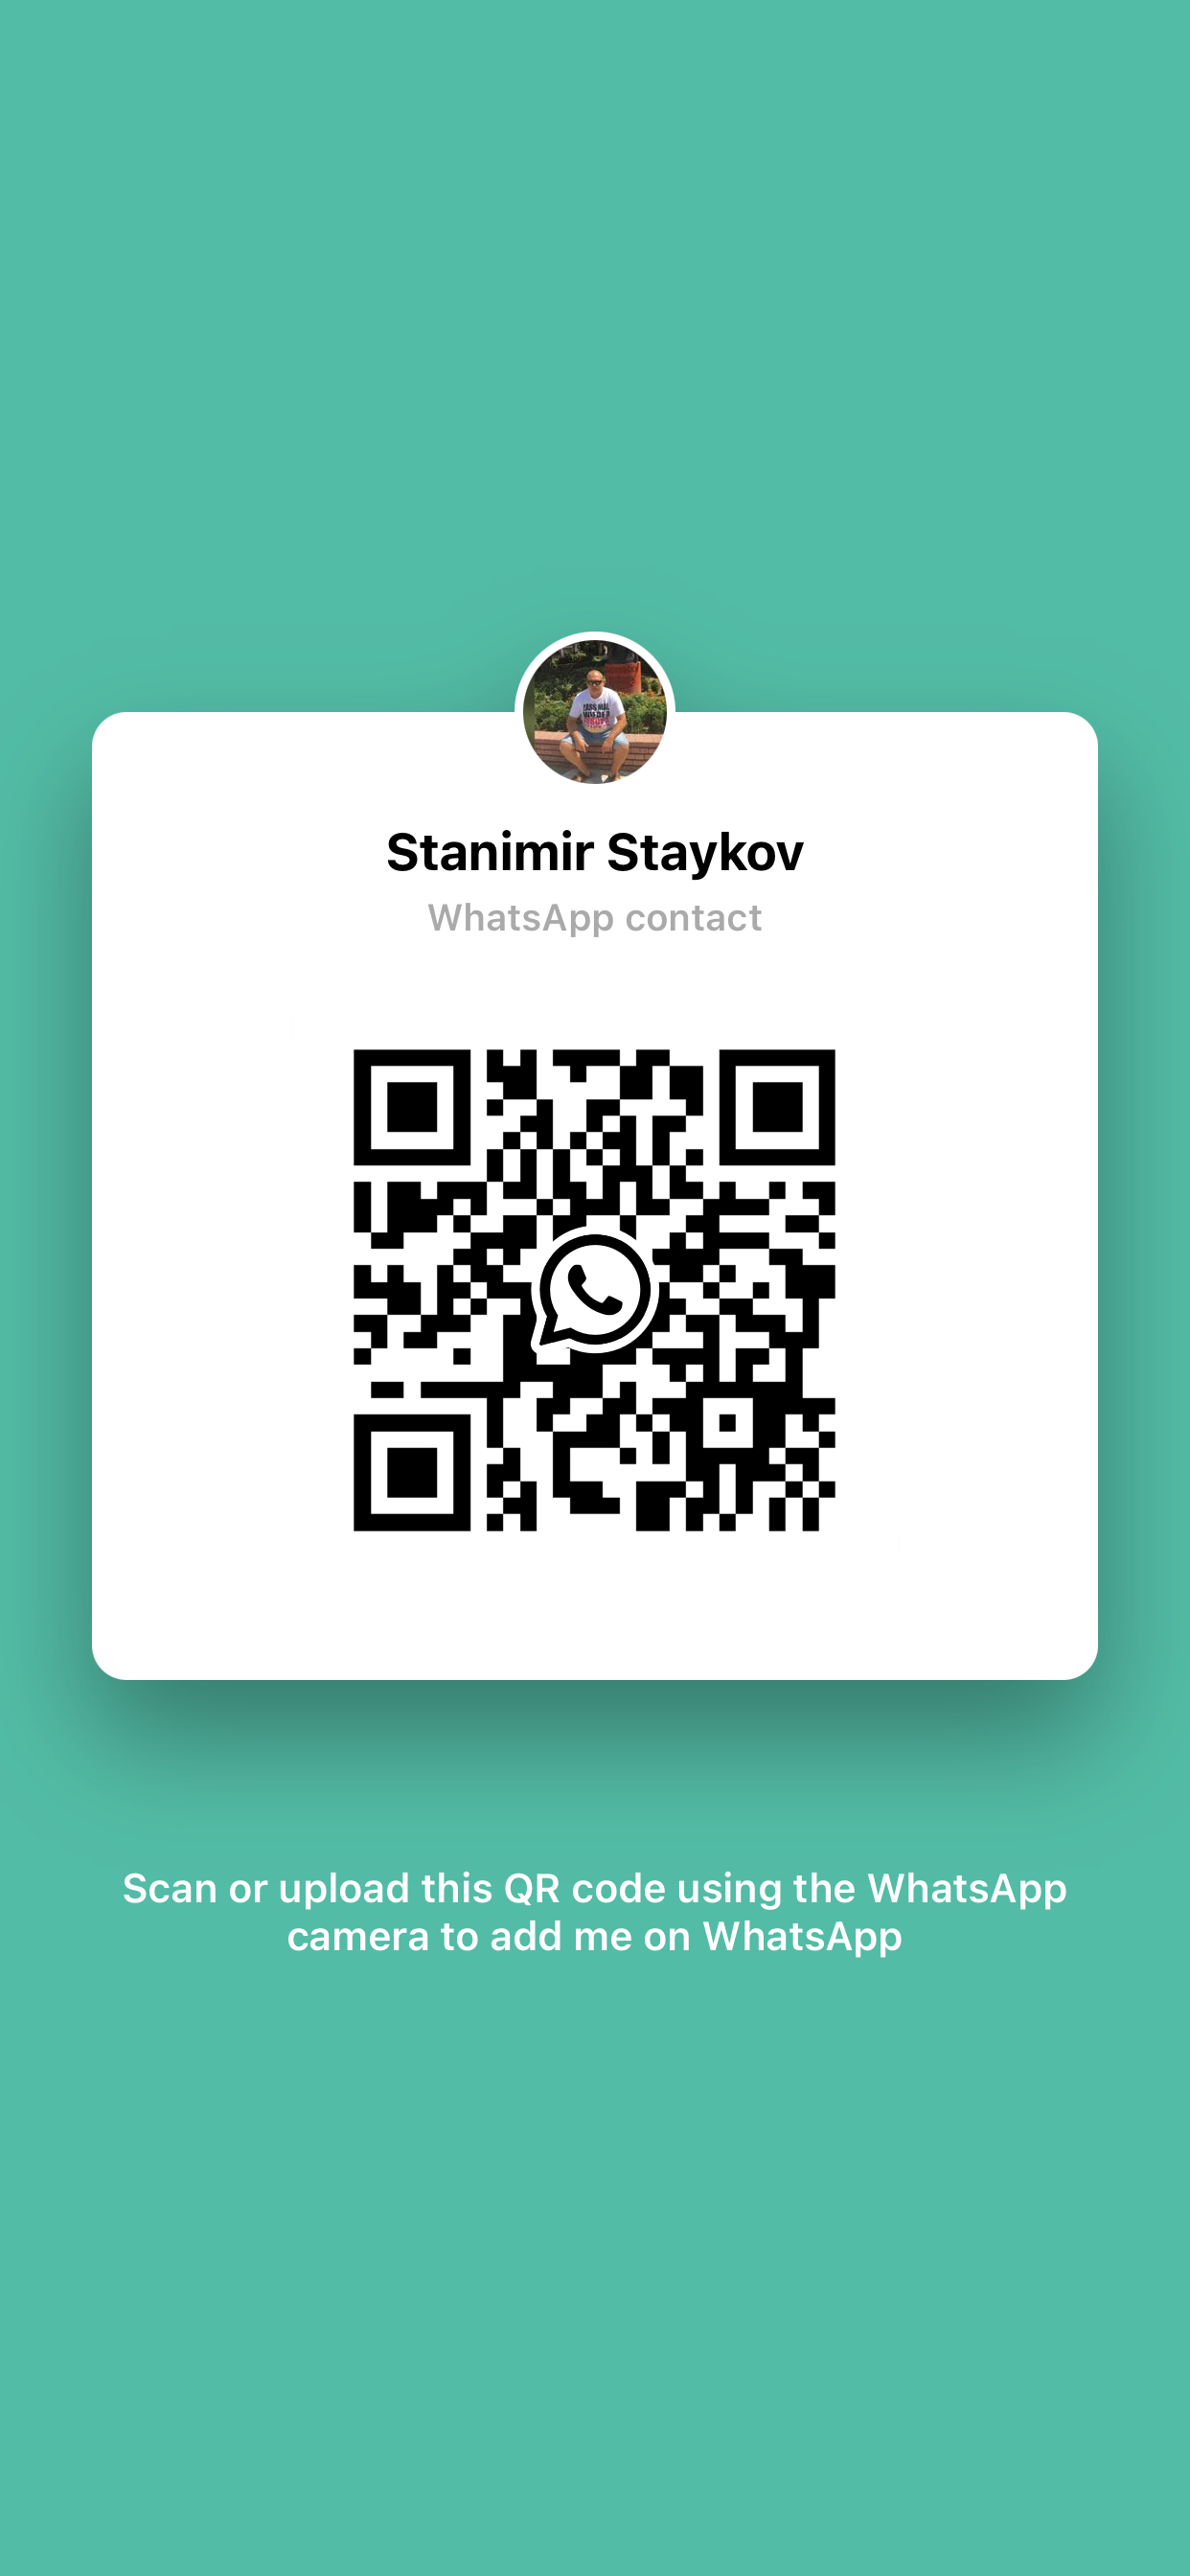 Stanimir Staykov
WhatsApp contact
Scan or upload this QR code using the WhatsApp
camera to add me on WhatsApp